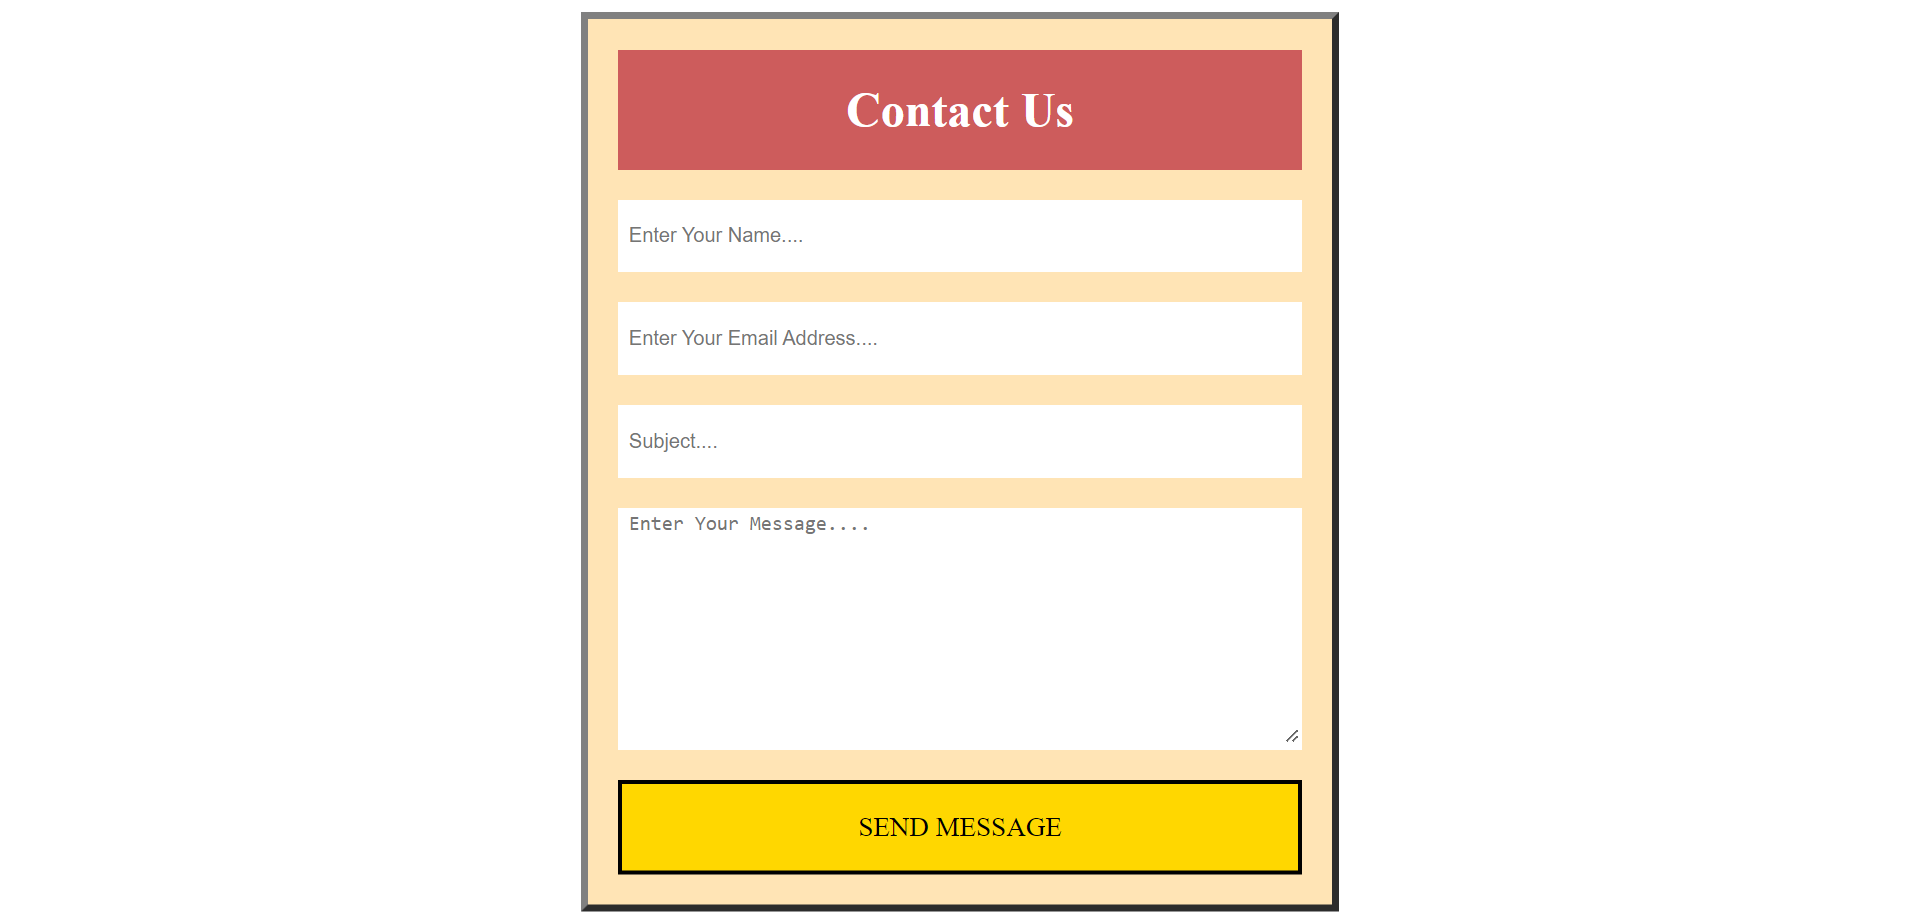 Contact Us
Enter Your Name....
Enter Your Email Address....
Subject....
Enter Your Message....
SEND MESSAGE